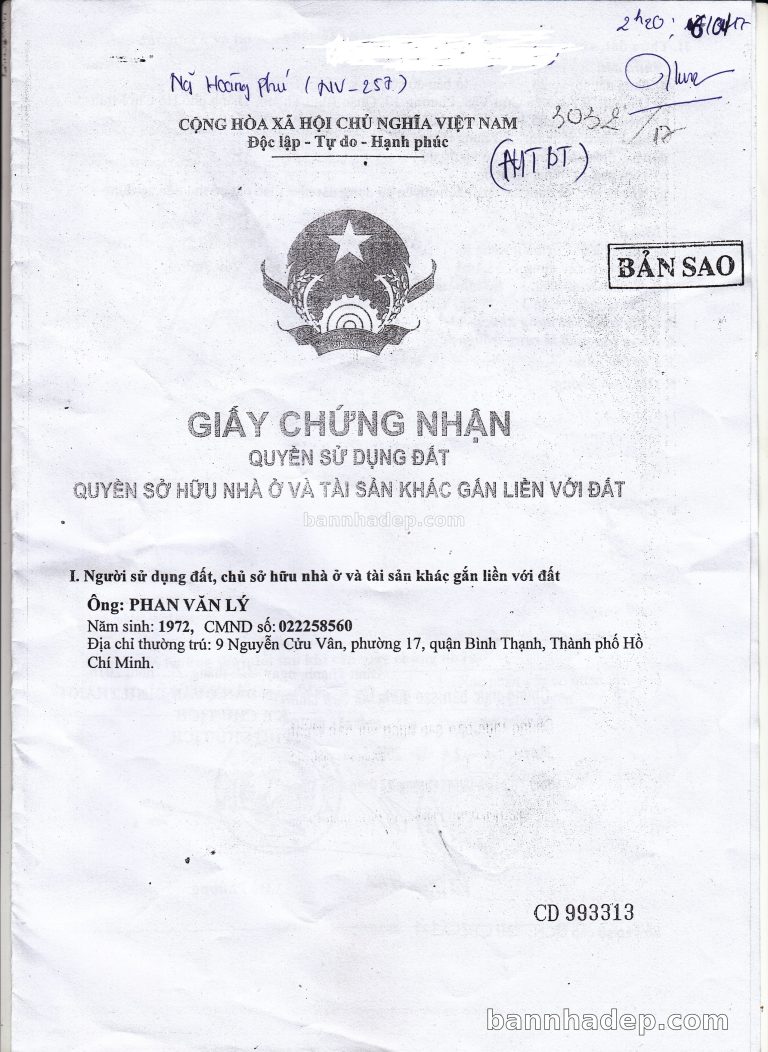 2h20:
Nã Hoàng phú (NV-257)
CỘNG HÒA XÃ HỘI CHỦ NGHĨA VIỆT NAM
Độc lập - Tự do - Hạnh phúc
3032/17
BẢN SAO
GIẤY CHỨNG NHẬN
QUYỀN SỬ DỤNG ĐẤT
QUYỀN SỞ HỮU NHÀ Ở VÀ TÀI SẢN KHÁC GẮN LIỀN VỚI ĐẤT
bannhadep.com
I. Người sử dụng đất, chủ sở hữu nhà ở và tài sản khác gắn liền với đất
Ông: PHAN VĂN LÝ
Năm sinh: 1972, CMND số: 022258560
Địa chỉ thường trú: 9 Nguyễn Cửu Vân, phường 17, quận Bình Thạnh, Thành phố Hồ
Chí Minh.
CD 993313
bannhadep.com